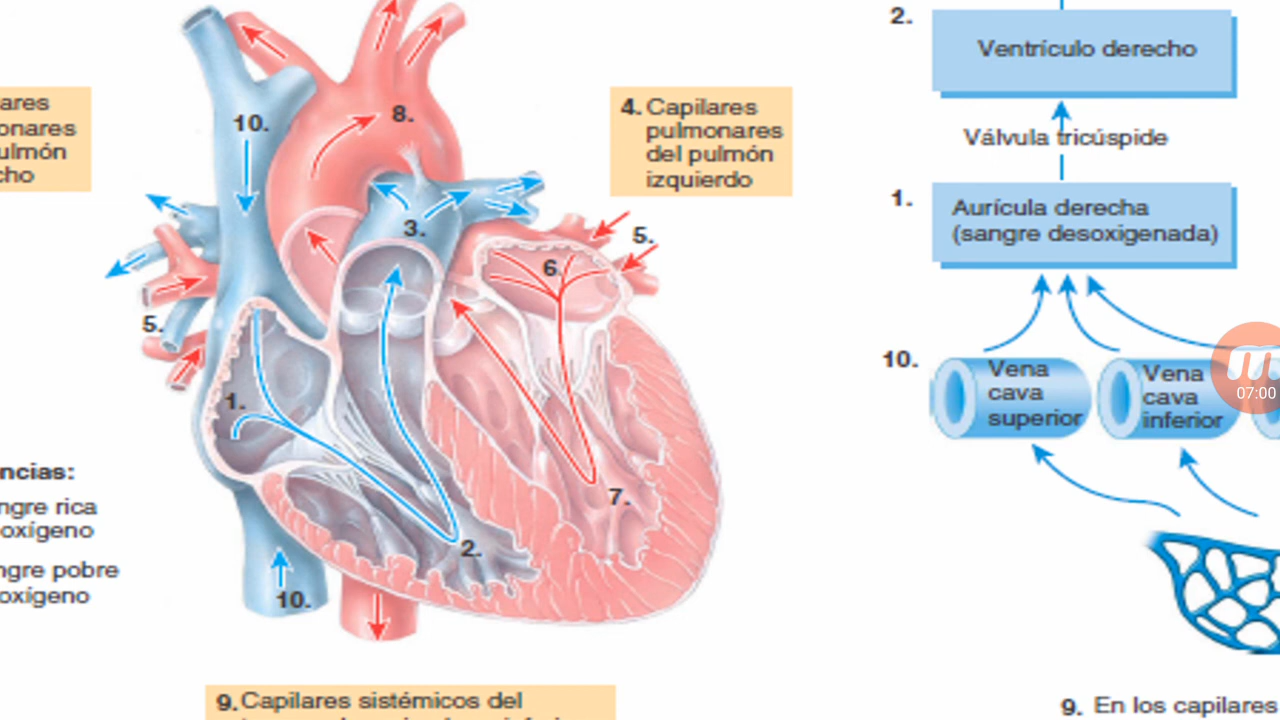 ares
onares
ulmón
cho
10.
8.
4. Capilares
pulmonares
del pulmón
izquierdo
3.
5.
6.
5.
1.
7.
2.
10.
ncias:
ngre rica
oxígeno
ngre pobre
oxígeno
9. Capilares sistémicos del
2.
Ventrículo derecho
Válvula tricúspide
1.
Aurícula derecha
(sangre desoxigenada)
10.
Vena
cava
superior
Vena
cava
inferior
07:00
9. En los capilares